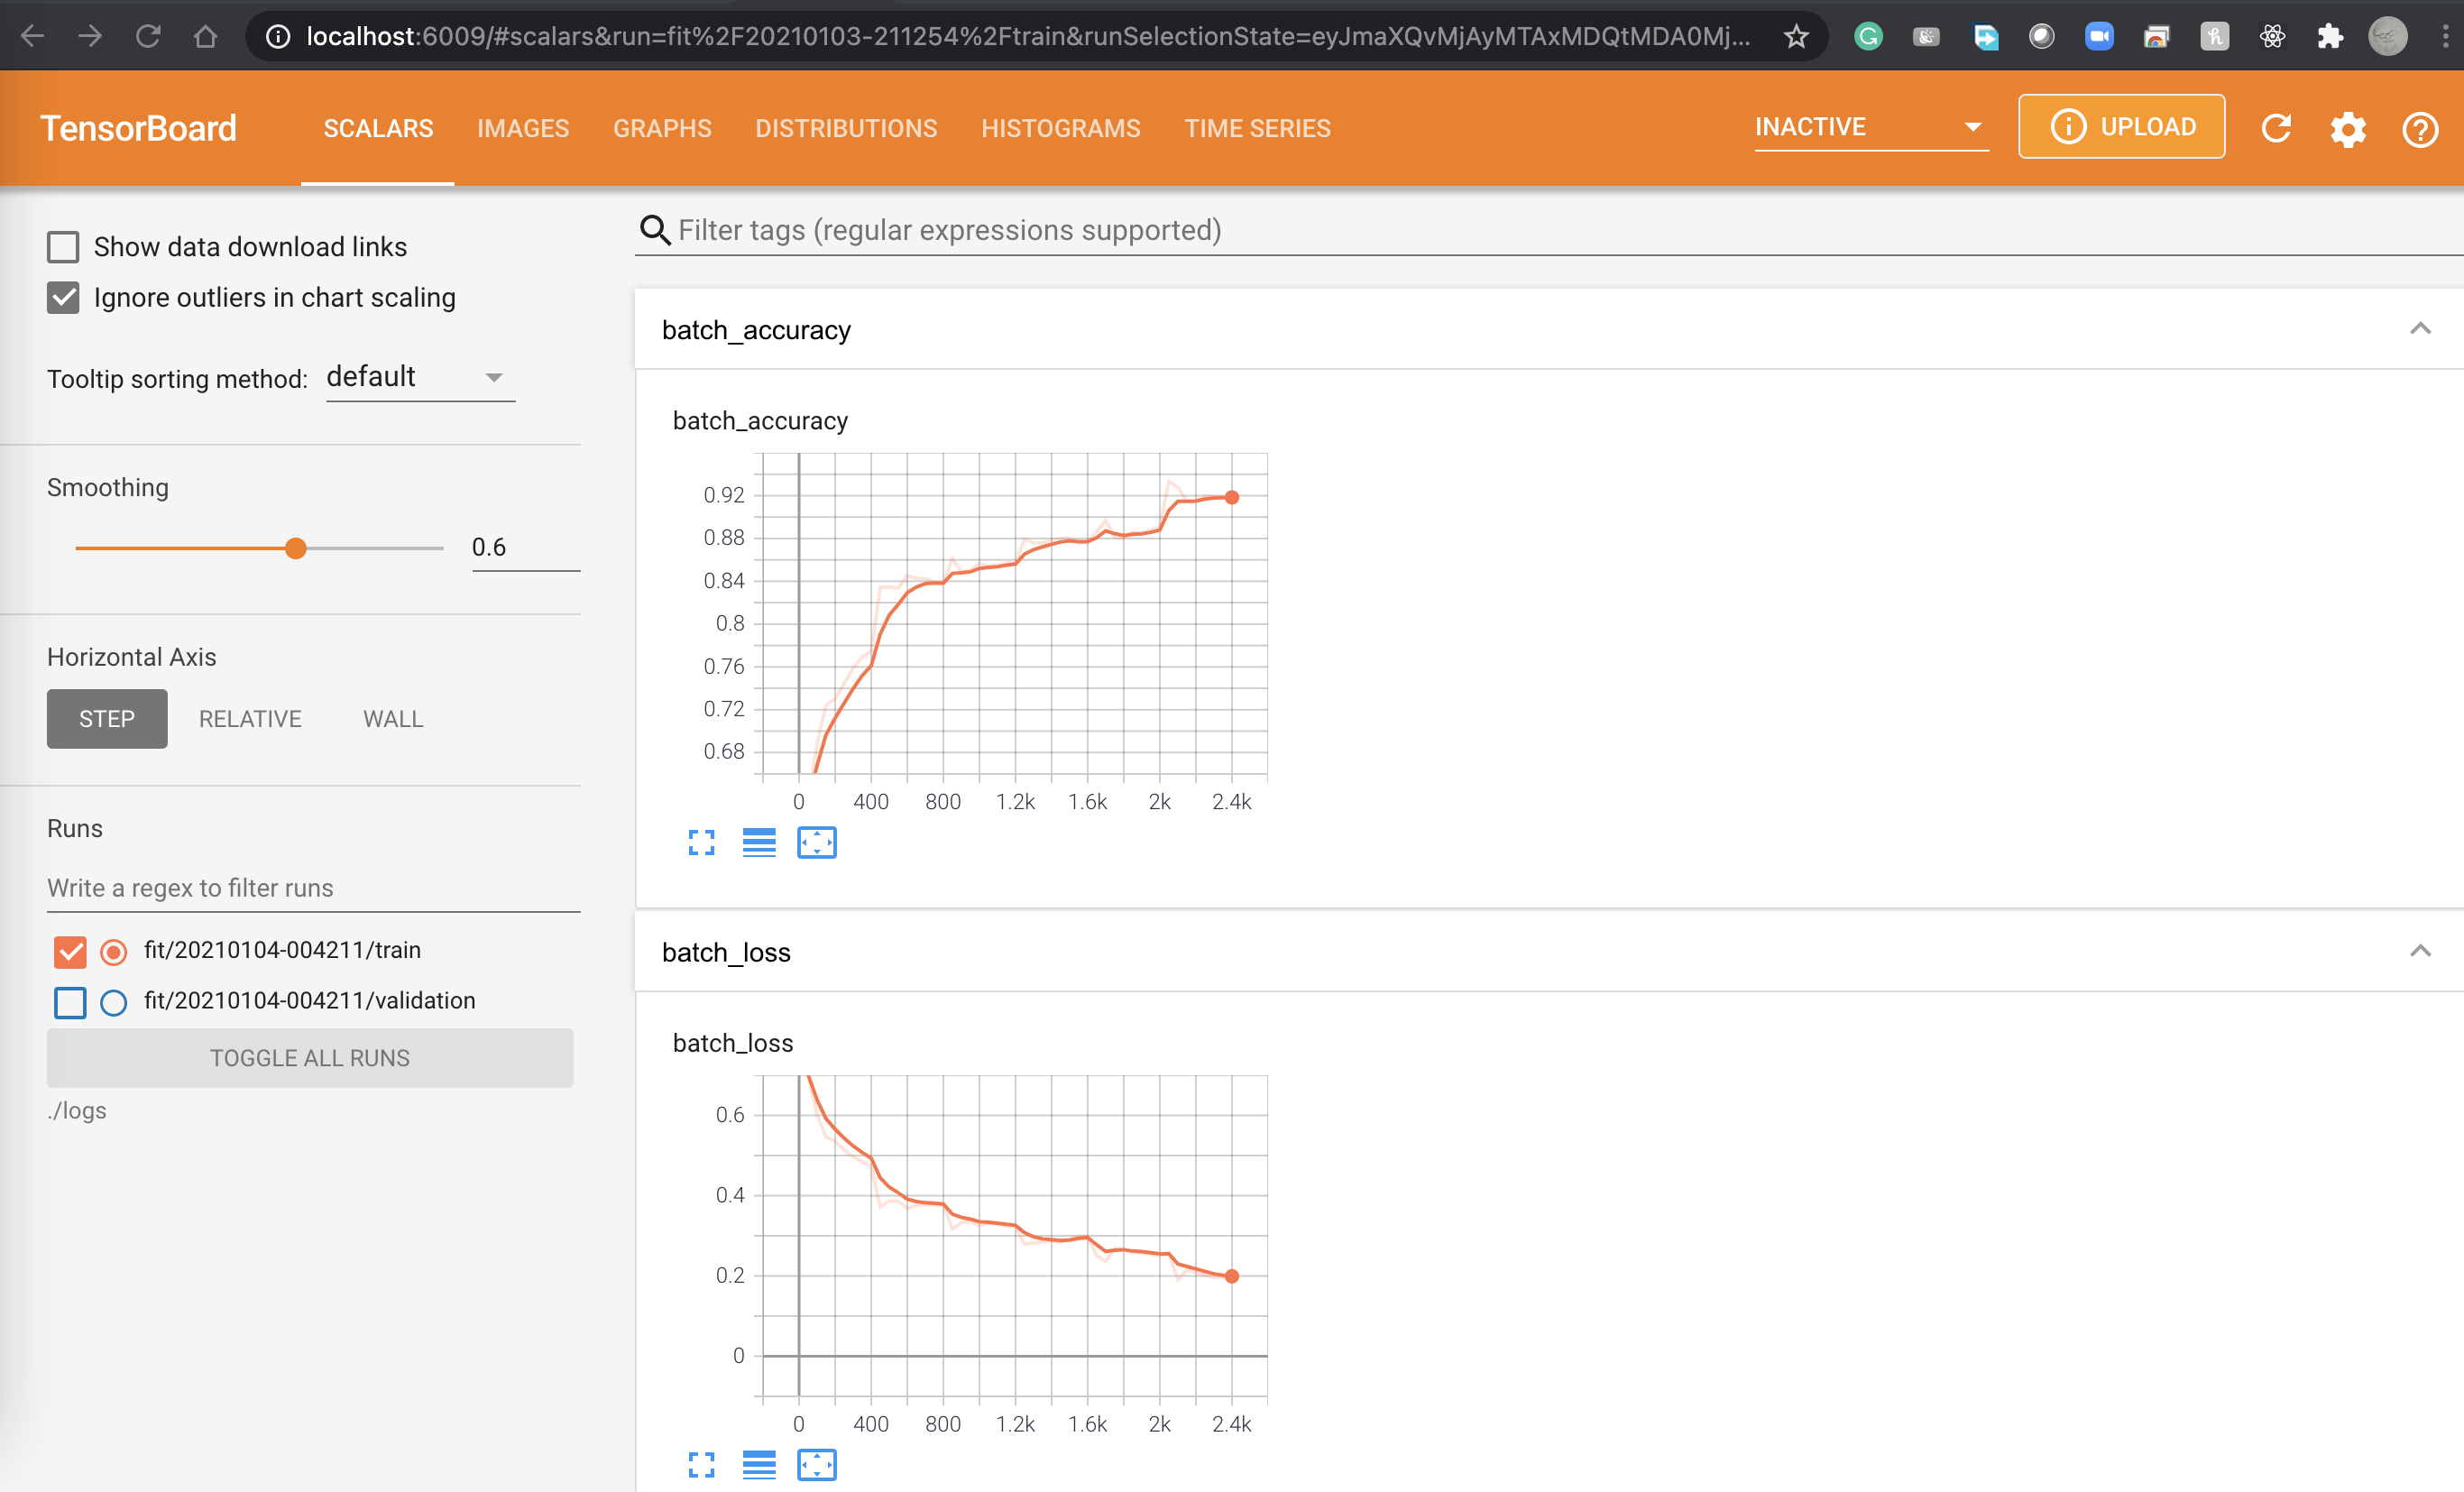 localhost:6009/#scalars&run=fit%2F20210103-211254%2Ftrain&runSelectionState=eyJmaXQvMjAyMTAxMDQtMDA0Mj...
TensorBoard SCALARS IMAGES GRAPHS DISTRIBUTIONS HISTOGRAMS TIME SERIES INACTIVE UPLOAD
Show data download links
Ignore outliers in chart scaling
Tooltip sorting method: default
Smoothing
0.6
Horizontal Axis
STEP RELATIVE WALL
Runs
Write a regex to filter runs
fit/20210104-004211/train
fit/20210104-004211/validation
TOGGLE ALL RUNS
./logs
Filter tags (regular expressions supported)
batch_accuracy
batch_accuracy
0.92
0.88
0.84
0.8
0.76
0.72
0.68
0 400 800 1.2k 1.6k 2k 2.4k
batch_loss
batch_loss
0.6
0.4
0.2
0
0 400 800 1.2k 1.6k 2k 2.4k